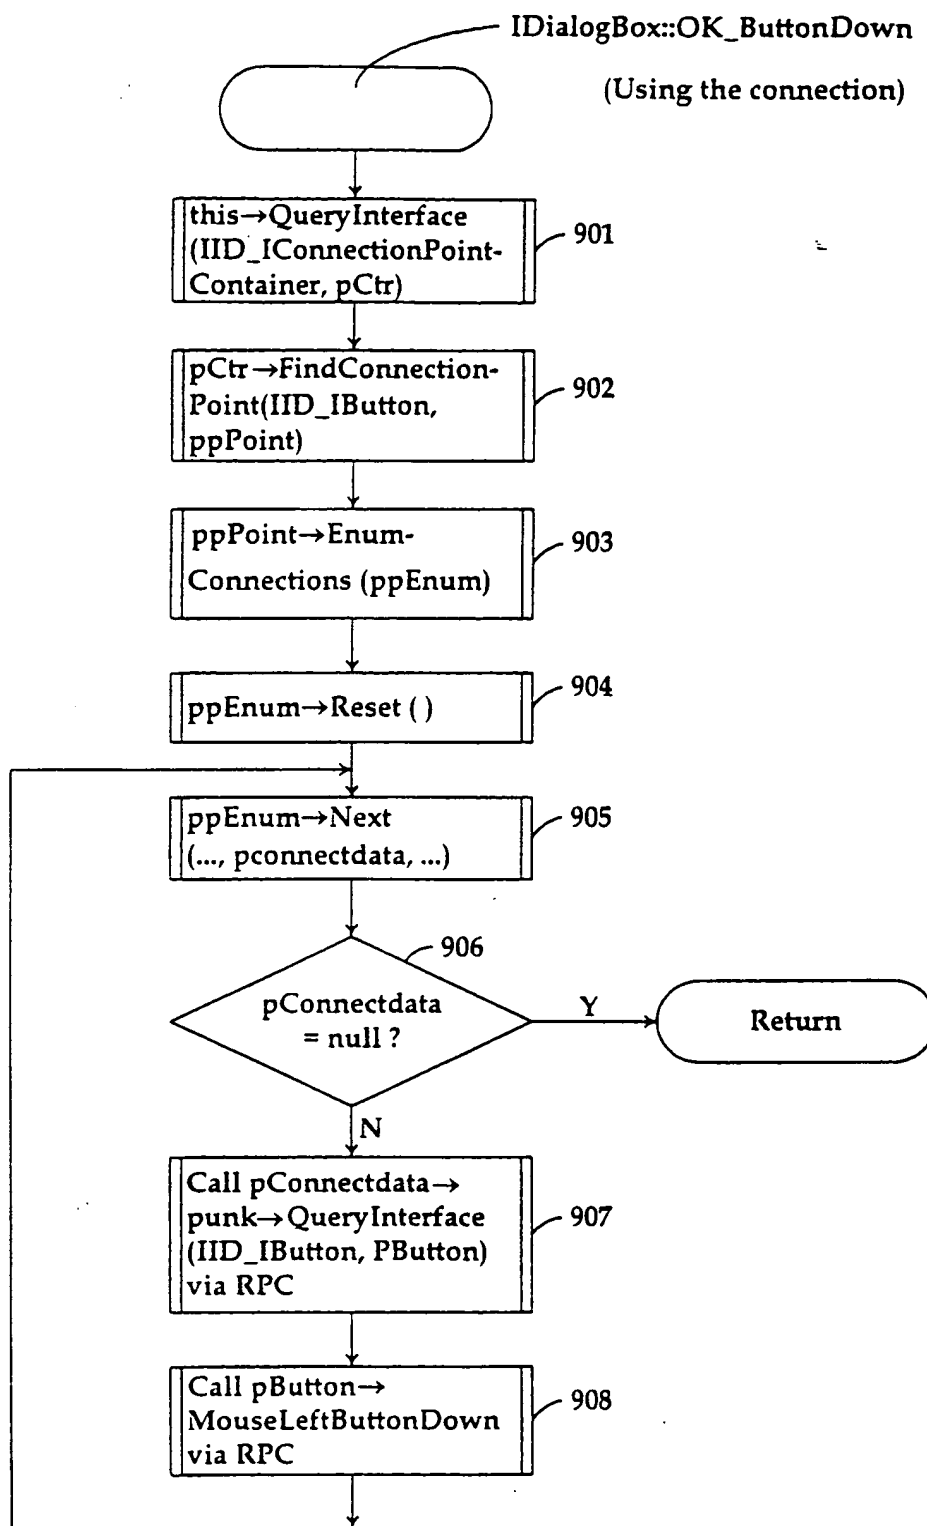 IDialogBox::OK_ButtonDown
(Using the connection)
this→QueryInterface
(IID_IConnectionPoint-
Container, pCtr)
901
pCtr→FindConnection-
Point(IID_IButton,
ppPoint)
902
ppPoint→Enum-
Connections (ppEnum)
903
ppEnum→Reset ( )
904
ppEnum→Next
(..., pconnectdata, ...)
905
906
pConnectdata
= null ?
Y
Return
N
Call pConnectdata→
punk→QueryInterface
(IID_IButton, PButton)
via RPC
907
Call pButton→
MouseLeftButtonDown
via RPC
908